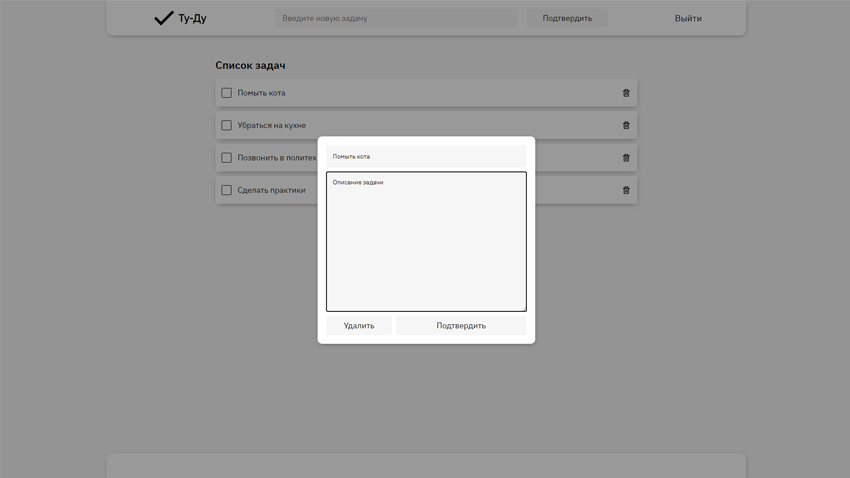 Ту-Ду
Введите новую задачу
Подтвердить
Выйти
Список задач
Помыть кота
Убраться на кухне
Позвонить в политех
Сделать практики
Помыть кота
Описание задачи
Удалить
Подтвердить